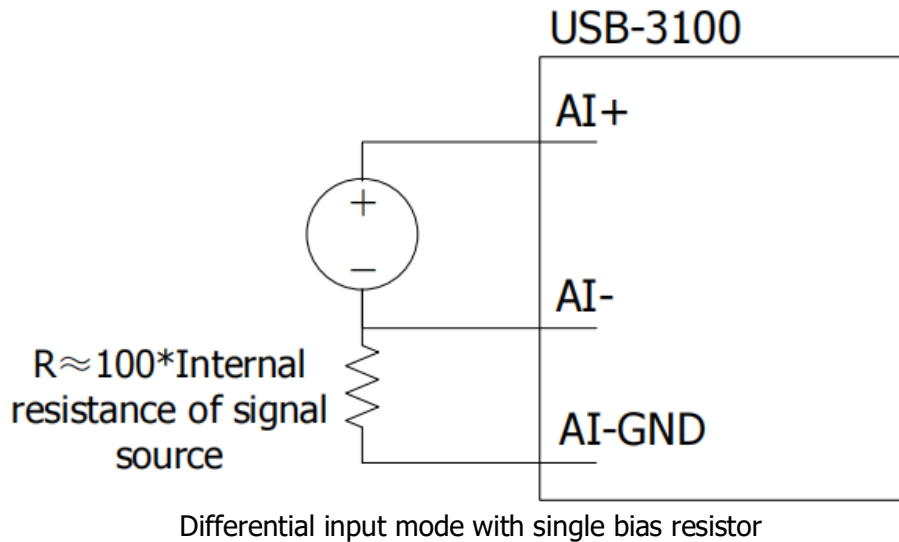 USB-3100
AI+
+
−
AI-
R≈100*Internal
resistance of signal
source
AI-GND
Differential input mode with single bias resistor